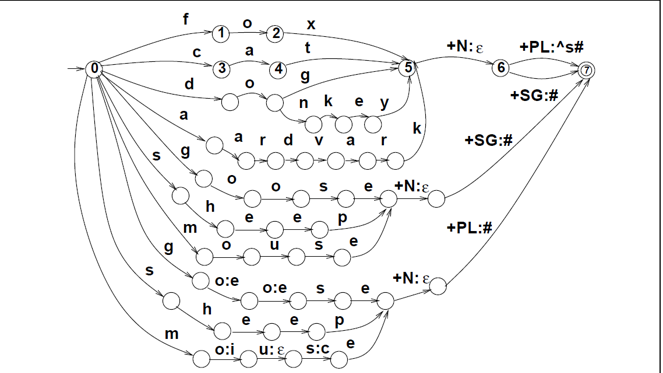 f o x
c a t +N:ε +PL:^s#
0 1 2 3 4 5 6 7
d o g
n k e y
+SG:#
a a r d v a r k
+SG:#
g o o s e +N:ε
s h e e p
m o u s e
+PL:#
g o:e o:e s e +N:ε
s h e e p
m o:i u:ε s:c e